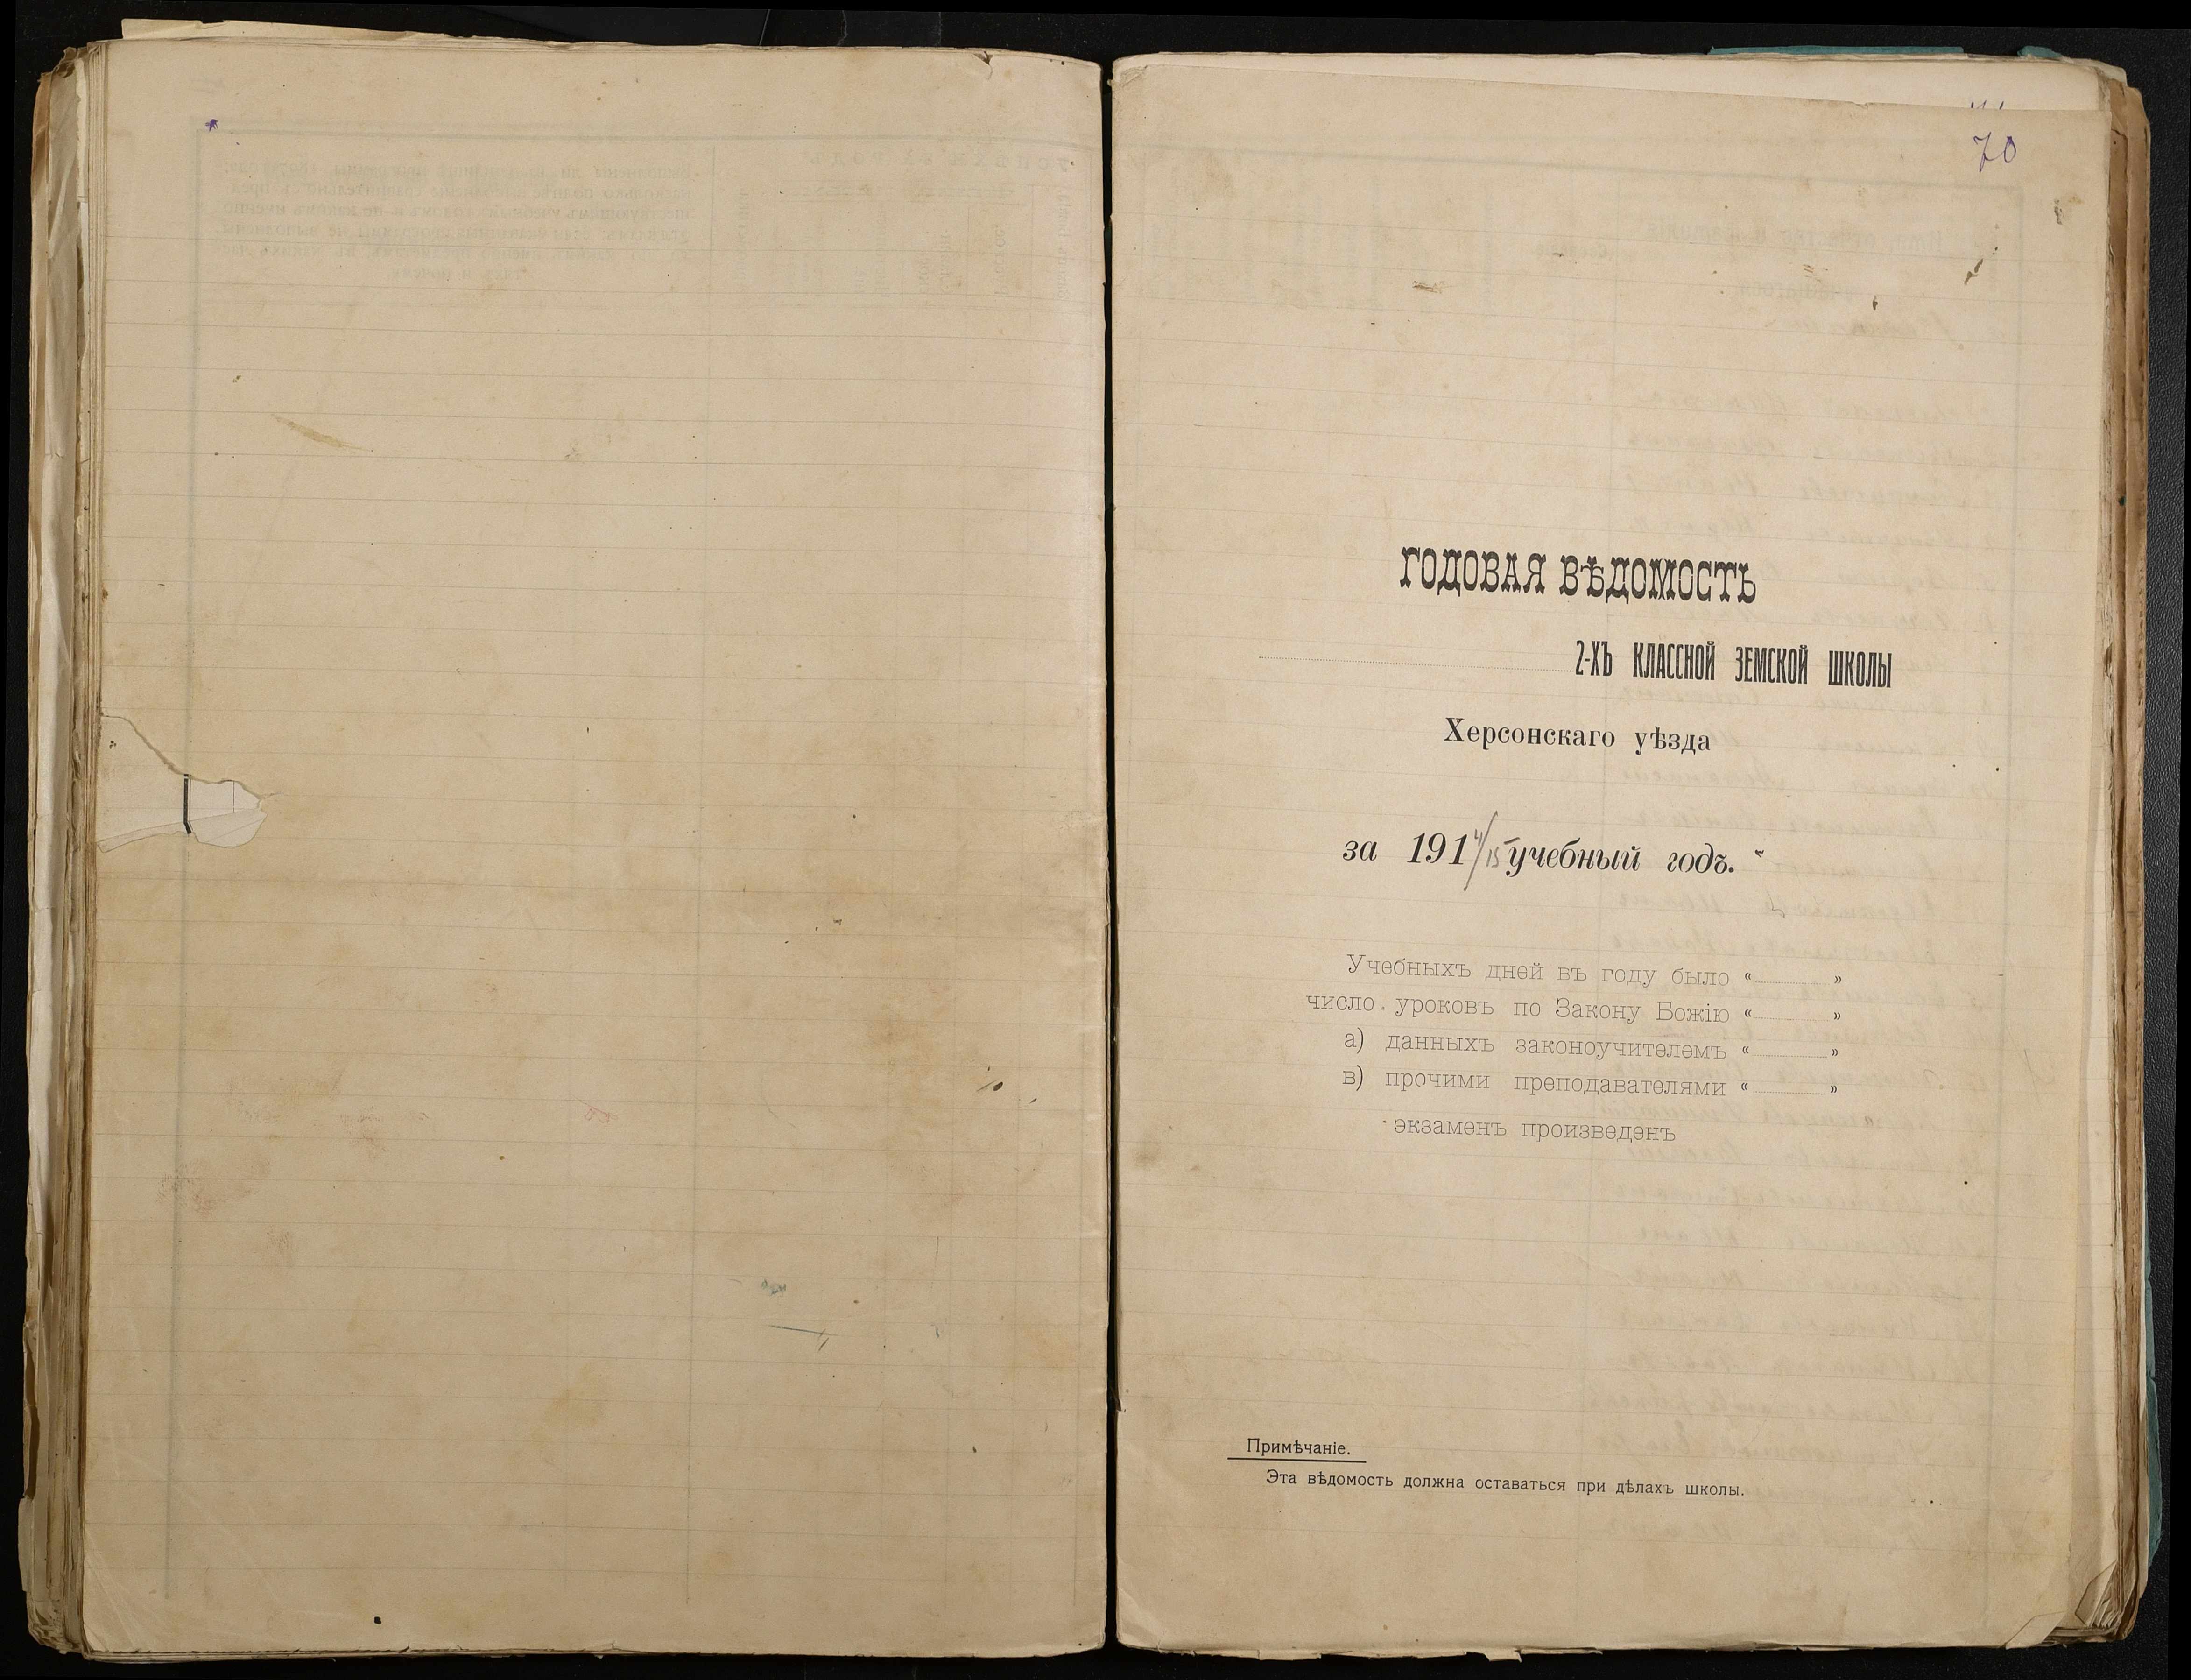 70
ГОДОВАЯ ВѢДОМОСТЬ
2-ХЪ КЛАССНОЙ ЗЕМСКОЙ ШКОЛЫ
Херсонскаго уѣзда
за 1914/15 учебный годъ.
Учебныхъ дней въ году было « »
число уроковъ по Закону Божію « »
а) данныхъ законоучителемъ « »
в) прочими преподавателями « »
экзаменъ произведенъ
Примѣчаніе.
Эта вѣдомость должна оставаться при дѣлахъ школы.